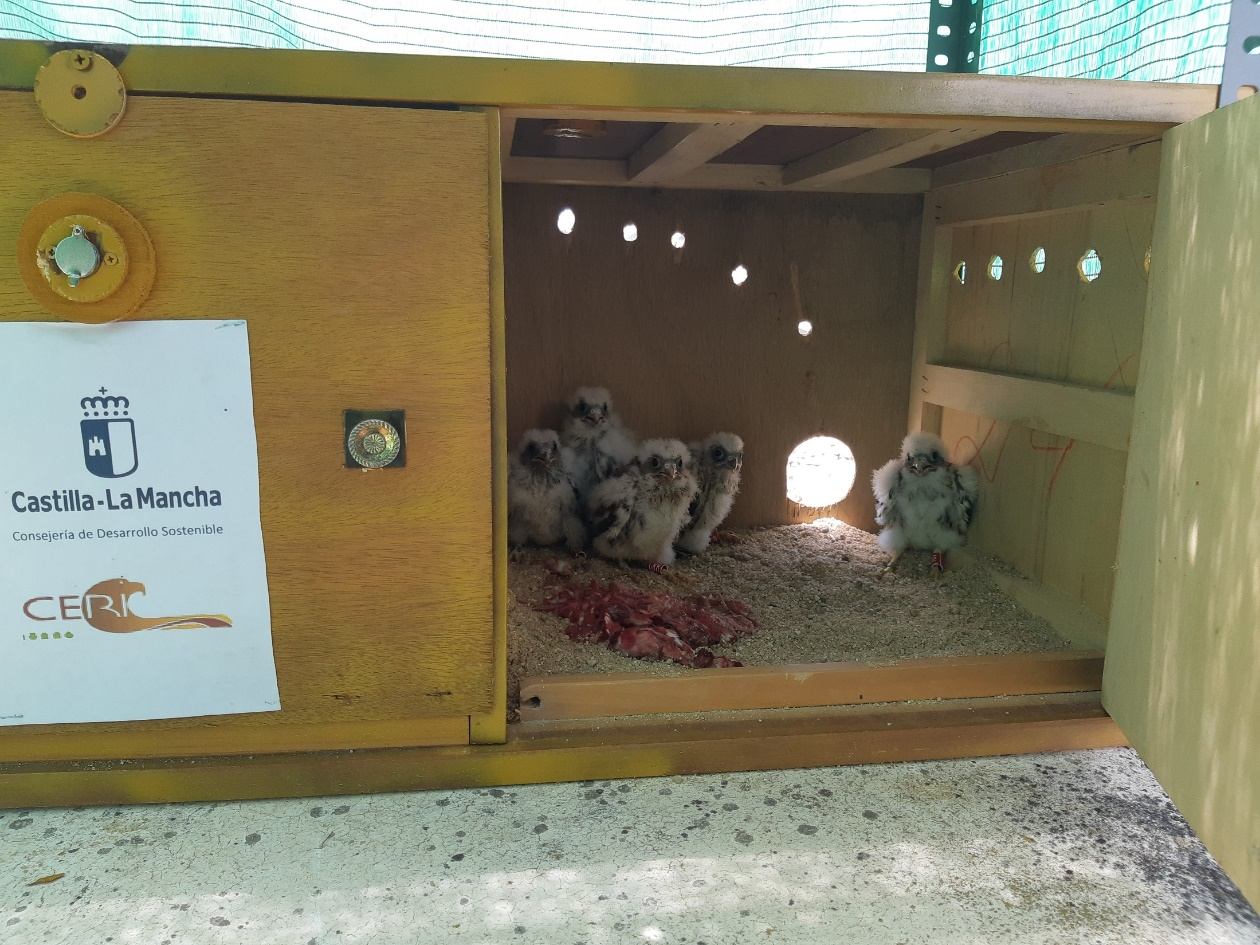 Castilla-La Mancha
Consejería de Desarrollo Sostenible
CERI